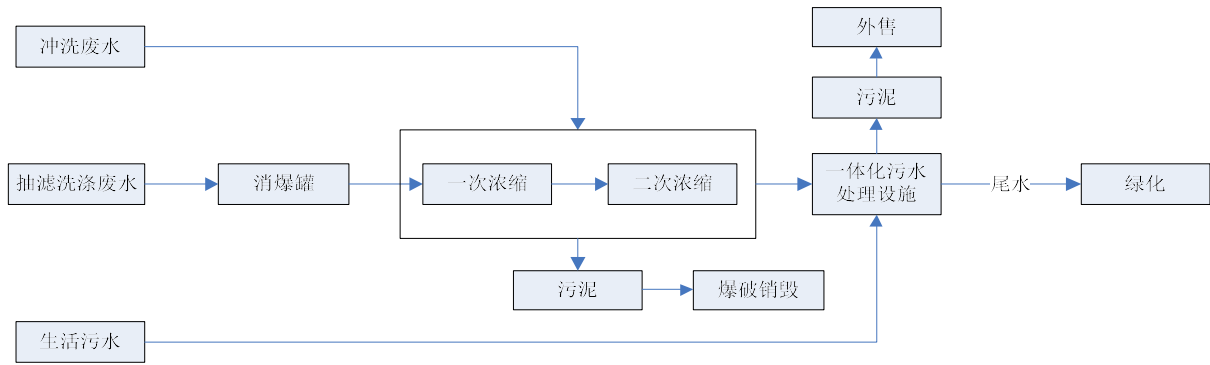 外售
冲洗废水
污泥
抽滤洗涤废水
消爆罐
一次浓缩
二次浓缩
一体化污水
处理设施
尾水
绿化
污泥
爆破销毁
生活污水